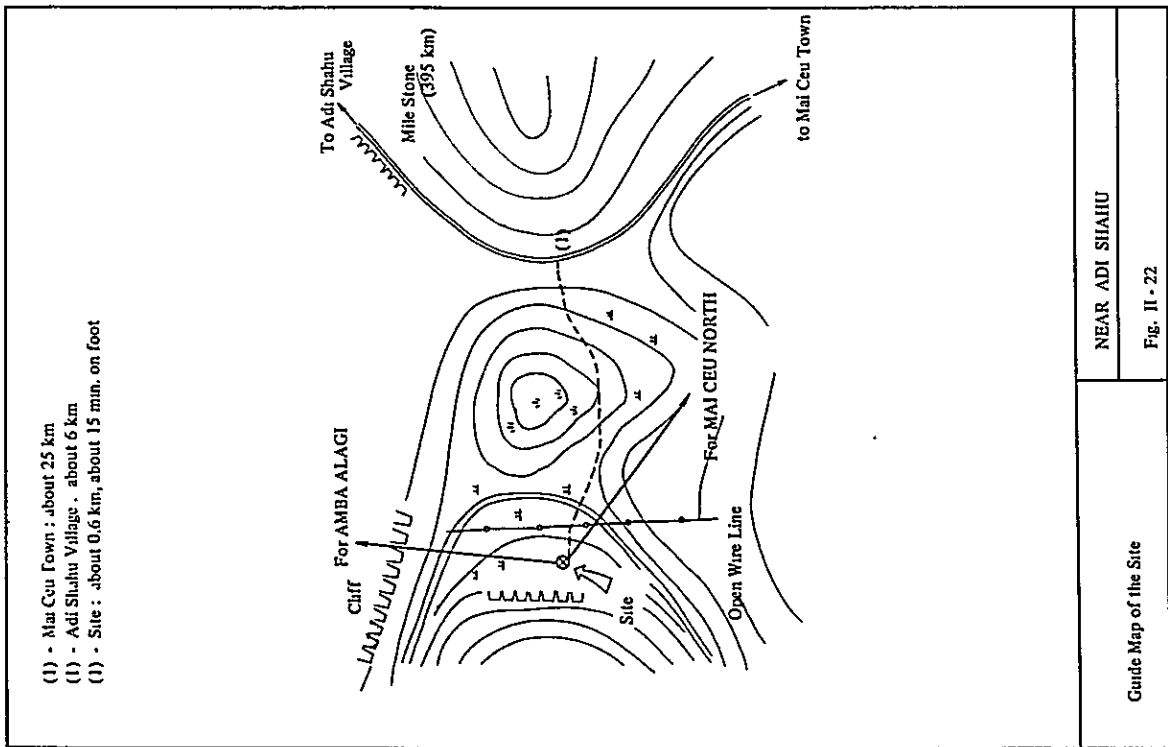 (1) - Mai Ceu Town : about 25 km
(1) - Adi Shahu Village . about 6 km
(1) - Site : about 0.6 km, about 15 min. on foot
To Adi Shahu
Village
Mile Stone
(395 km)
For AMBA ALAGI
Cliff
(1)
to Mai Ceu Town
For MAI CEU NORTH
Site
Open Wire Line
NEAR ADI SHAHU
Guide Map of the Site
Fig. II - 22